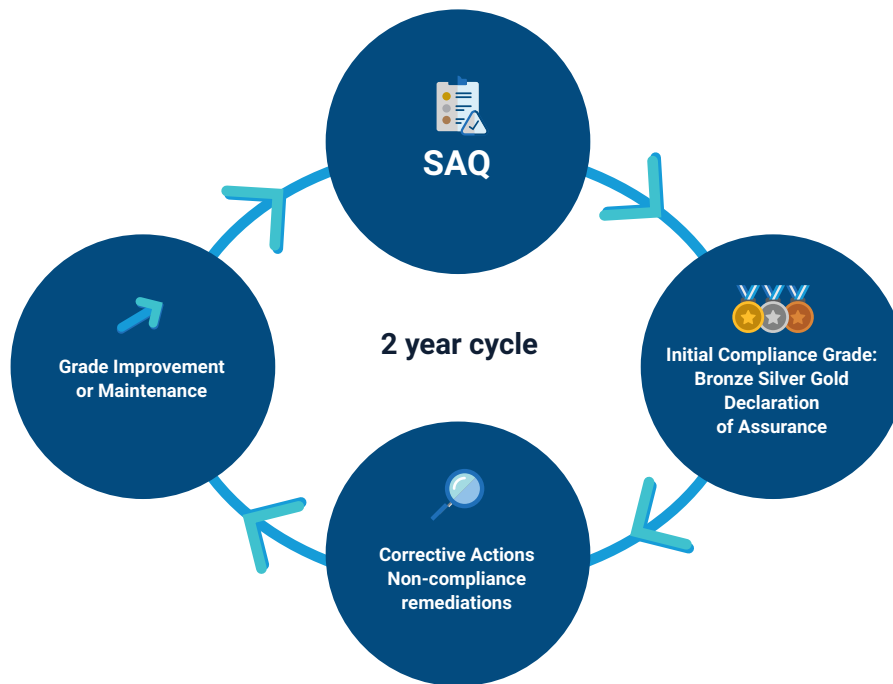 SAQ
2 year cycle
Initial Compliance Grade:
Bronze Silver Gold
Declaration
of Assurance
Corrective Actions
Non-compliance
remediations
Grade Improvement
or Maintenance